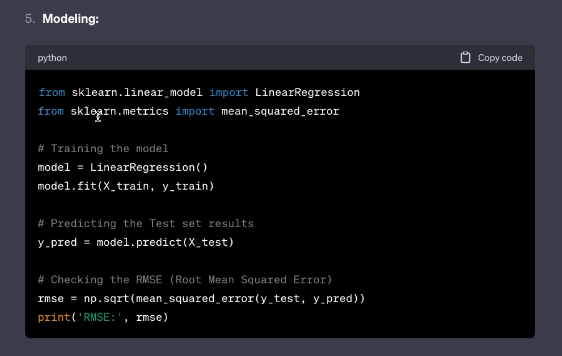 5. Modeling:
python
Copy code
from sklearn.linear_model import LinearRegression
from sklearn.metrics import mean_squared_error
# Training the model
model = LinearRegression()
model.fit(X_train, y_train)
# Predicting the Test set results
y_pred = model.predict(X_test)
# Checking the RMSE (Root Mean Squared Error)
rmse = np.sqrt(mean_squared_error(y_test, y_pred))
print('RMSE:', rmse)